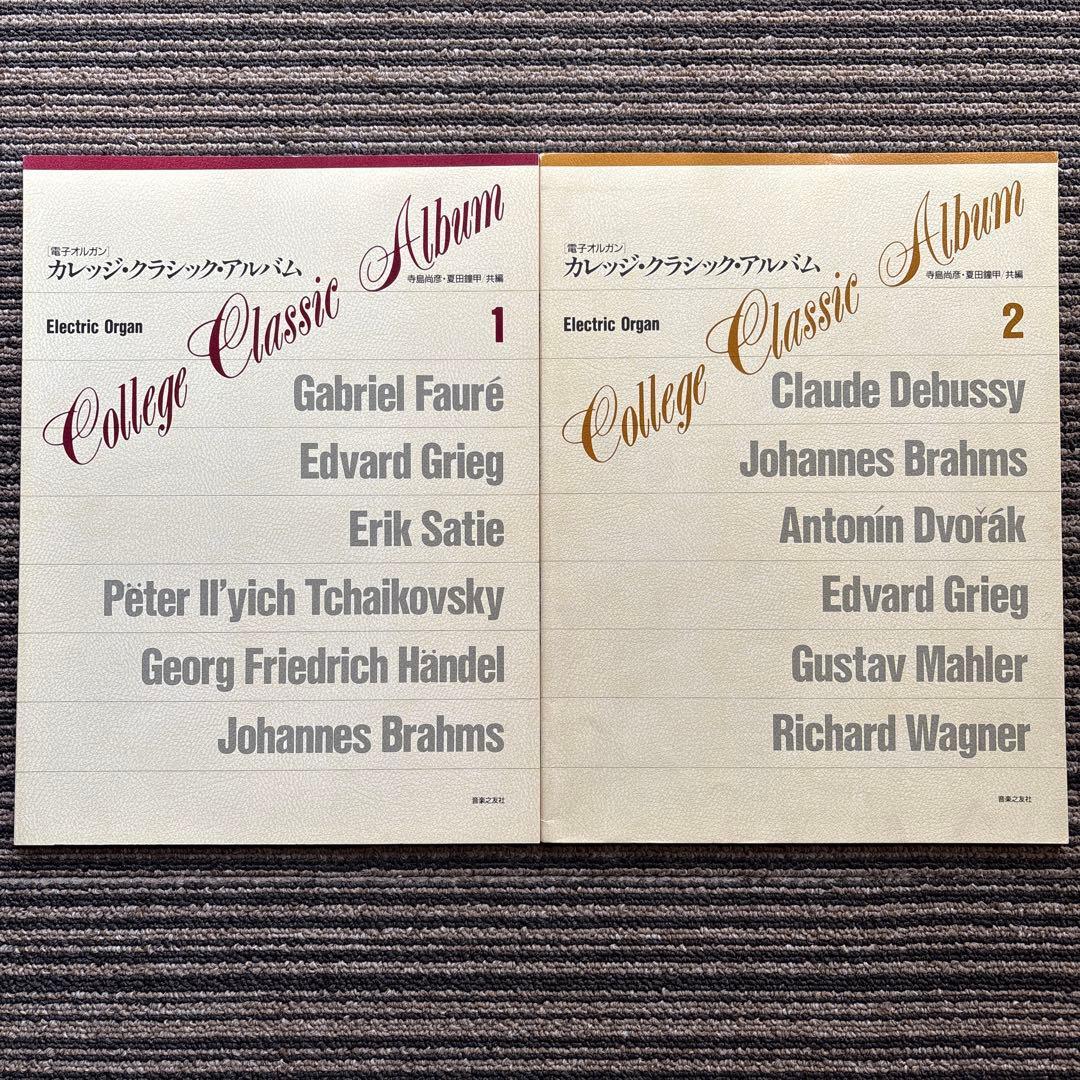 [電子オルガン]
カレッジ・クラシック・アルバム
寺島尚彦・夏田鐘甲/共編
College Classic Album
Electric Organ
1
Gabriel Fauré
Edvard Grieg
Erik Satie
Pëter Il'yich Tchaikovsky
Georg Friedrich Händel
Johannes Brahms
音楽之友社
[電子オルガン]
カレッジ・クラシック・アルバム
寺島尚彦・夏田鐘甲/共編
College Classic Album
Electric Organ
2
Claude Debussy
Johannes Brahms
Antonín Dvořák
Edvard Grieg
Gustav Mahler
Richard Wagner
音楽之友社